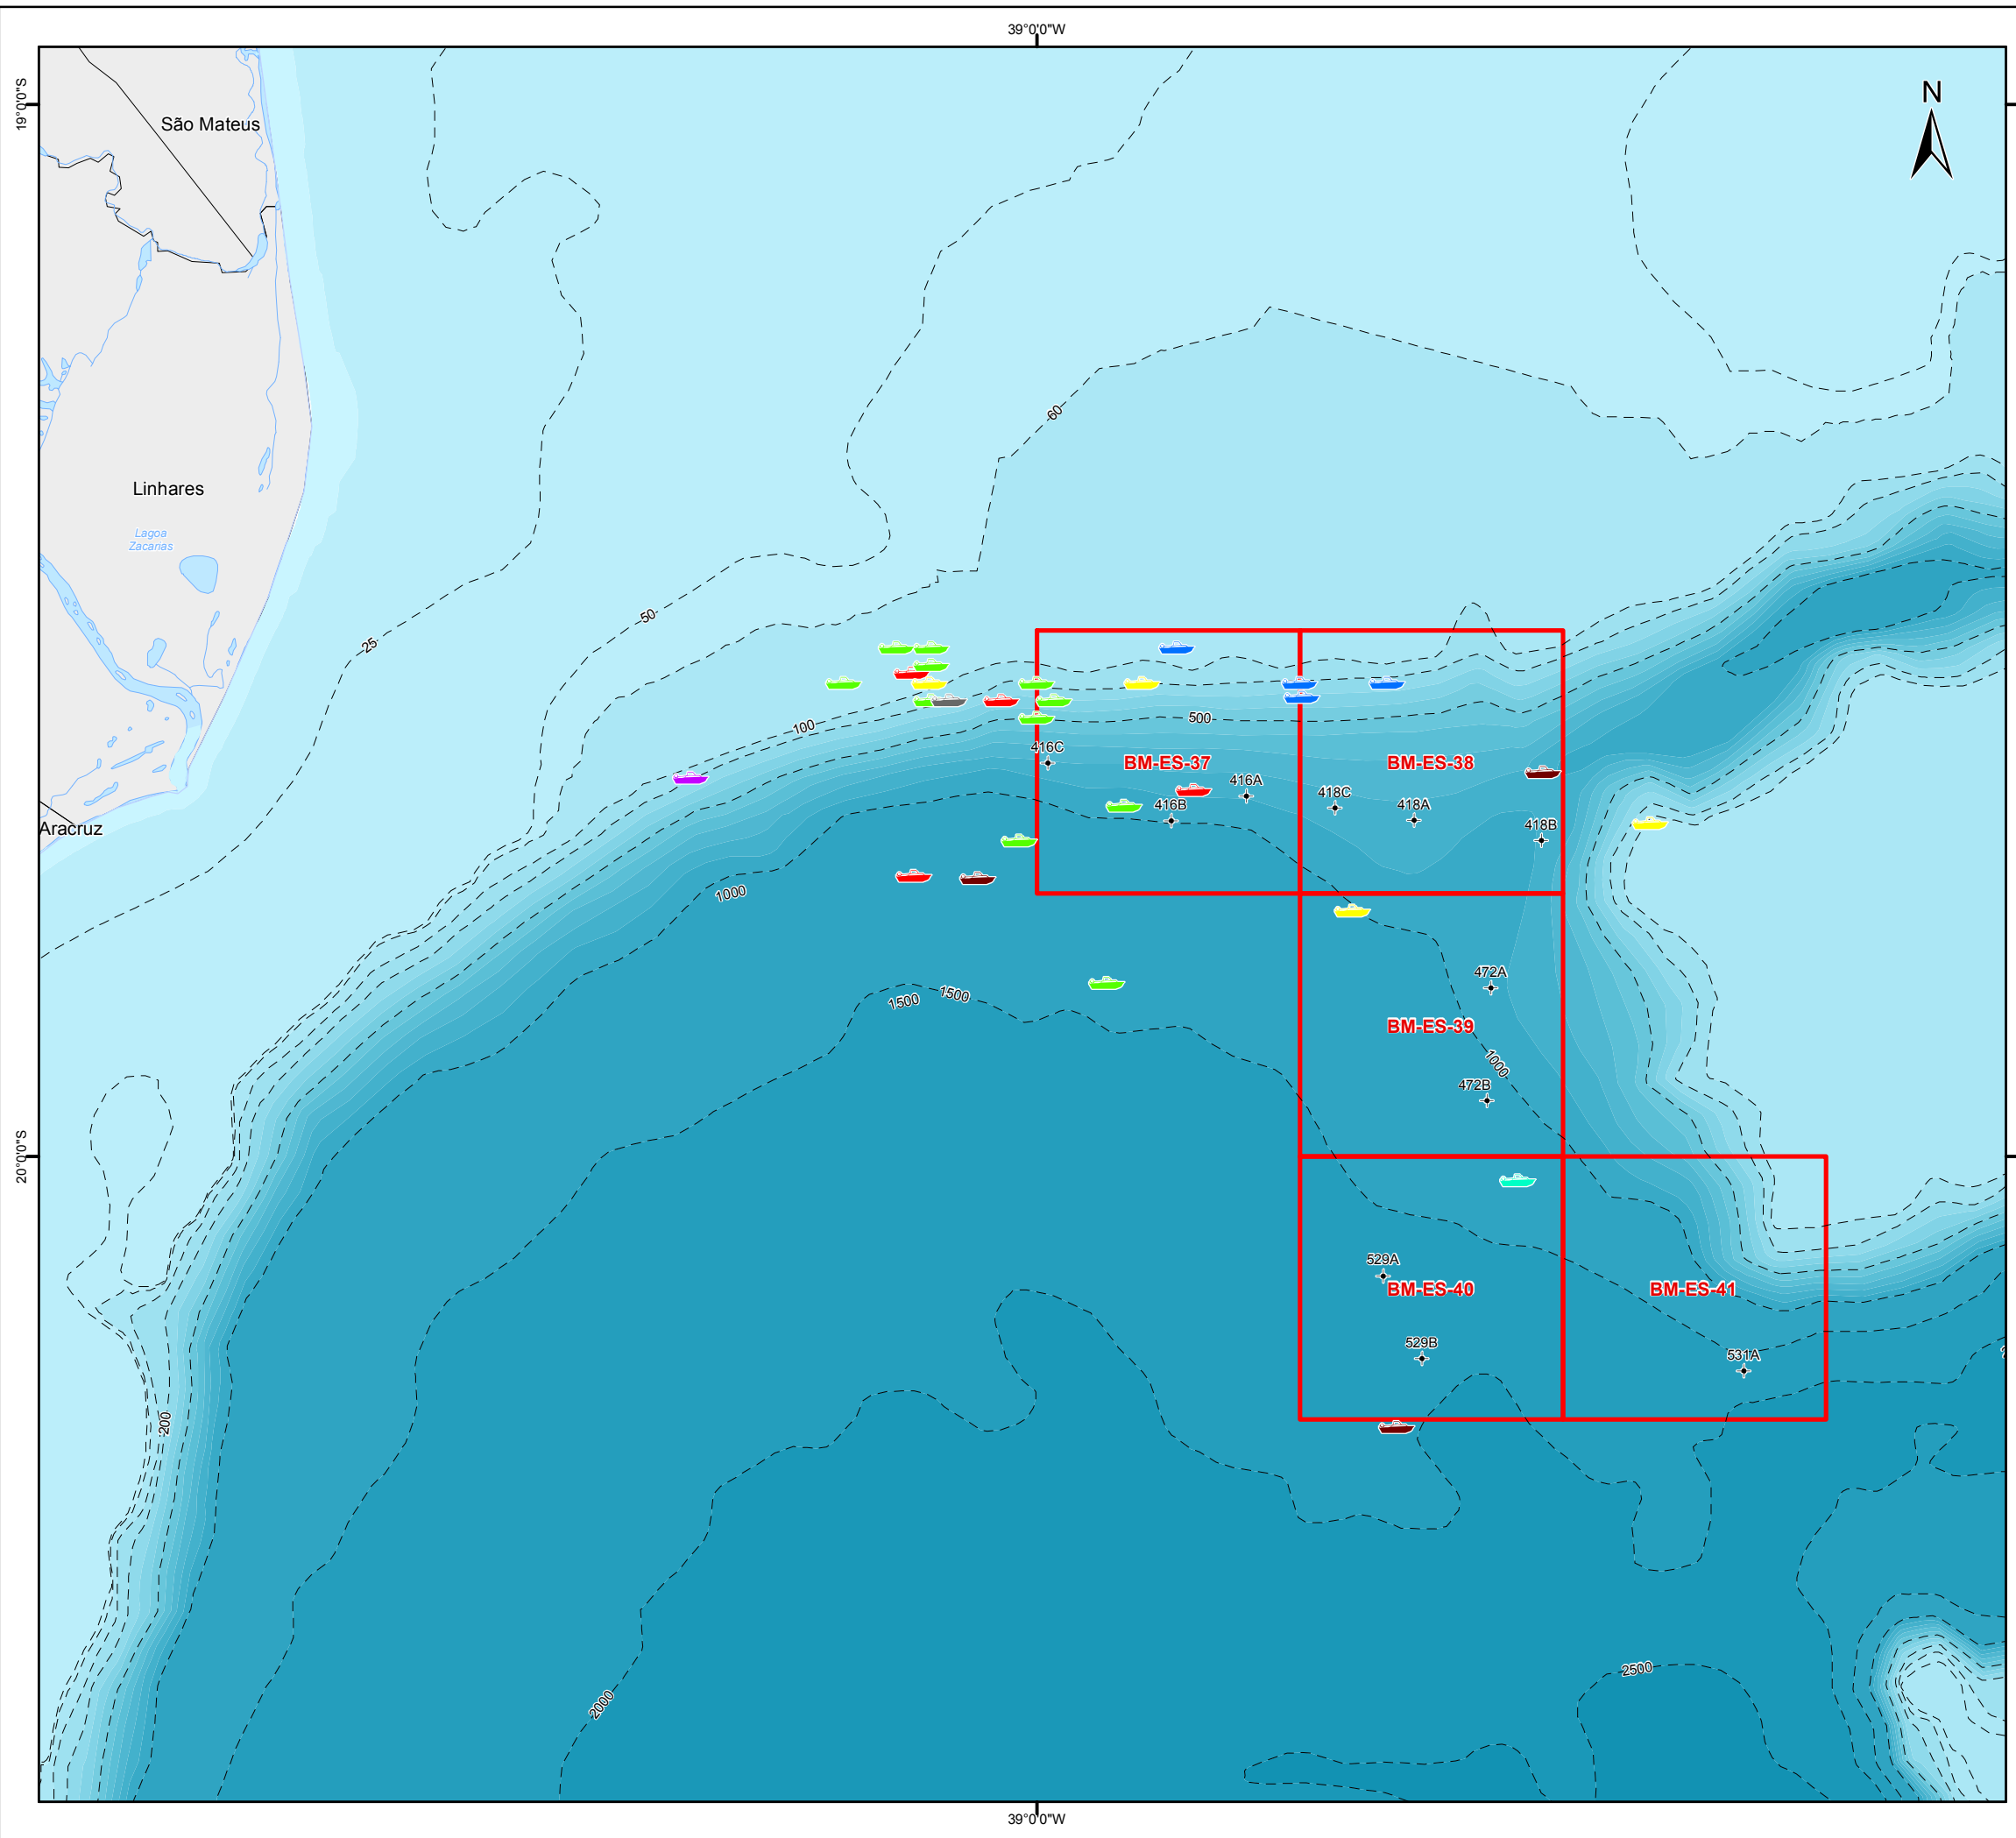 39°0'0"W
19°0'0"S
N
São Mateus
60
Linhares
Lagoa
Zacarias
50
25
100
500
416C
BM-ES-37
BM-ES-38
416A
418C
416B
418A
418B
Aracruz
1000
472A
1500
1500
BM-ES-39
1000
472B
20°0'0"S
529A
BM-ES-40
BM-ES-41
529B
531A
200
2500
2000
39°0'0"W